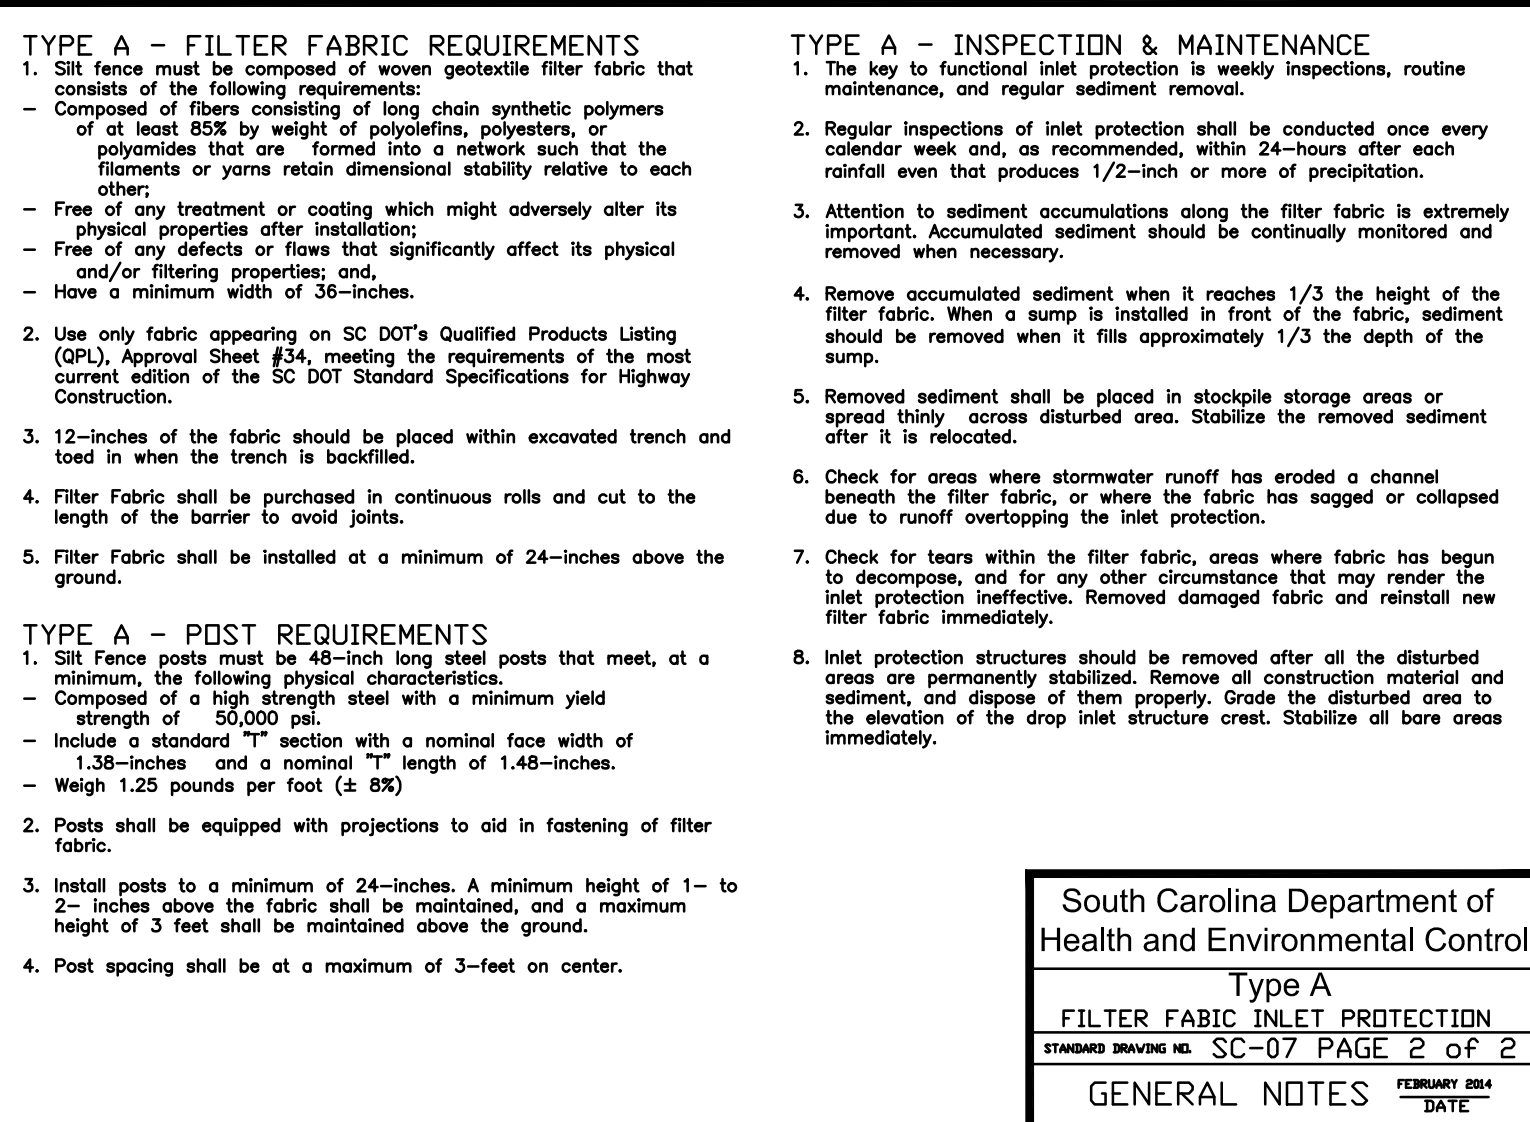 TYPE A – FILTER FABRIC REQUIREMENTS
1. Silt fence must be composed of woven geotextile filter fabric that
consists of the following requirements:
– Composed of fibers consisting of long chain synthetic polymers
of at least 85% by weight of polyolefins, polyesters, or
polyamides that are formed into a network such that the
filaments or yarns retain dimensional stability relative to each
other;
– Free of any treatment or coating which might adversely alter its
physical properties after installation;
– Free of any defects or flaws that significantly affect its physical
and/or filtering properties; and,
– Have a minimum width of 36–inches.
2. Use only fabric appearing on SC DOT's Qualified Products Listing
(QPL), Approval Sheet #34, meeting the requirements of the most
current edition of the SC DOT Standard Specifications for Highway
Construction.
3. 12–inches of the fabric should be placed within excavated trench and
toed in when the trench is backfilled.
4. Filter Fabric shall be purchased in continuous rolls and cut to the
length of the barrier to avoid joints.
5. Filter Fabric shall be installed at a minimum of 24–inches above the
ground.
TYPE A – POST REQUIREMENTS
1. Silt Fence posts must be 48–inch long steel posts that meet, at a
minimum, the following physical characteristics.
– Composed of a high strength steel with a minimum yield
strength of 50,000 psi.
– Include a standard "T" section with a nominal face width of
1.38–inches and a nominal "T" length of 1.48–inches.
– Weigh 1.25 pounds per foot (± 8%)
2. Posts shall be equipped with projections to aid in fastening of filter
fabric.
3. Install posts to a minimum of 24–inches. A minimum height of 1– to
2– inches above the fabric shall be maintained, and a maximum
height of 3 feet shall be maintained above the ground.
4. Post spacing shall be at a maximum of 3–feet on center.
TYPE A – INSPECTION & MAINTENANCE
1. The key to functional inlet protection is weekly inspections, routine
maintenance, and regular sediment removal.
2. Regular inspections of inlet protection shall be conducted once every
calendar week and, as recommended, within 24–hours after each
rainfall even that produces 1/2–inch or more of precipitation.
3. Attention to sediment accumulations along the filter fabric is extremely
important. Accumulated sediment should be continually monitored and
removed when necessary.
4. Remove accumulated sediment when it reaches 1/3 the height of the
filter fabric. When a sump is installed in front of the fabric, sediment
should be removed when it fills approximately 1/3 the depth of the
sump.
5. Removed sediment shall be placed in stockpile storage areas or
spread thinly across disturbed area. Stabilize the removed sediment
after it is relocated.
6. Check for areas where stormwater runoff has eroded a channel
beneath the filter fabric, or where the fabric has sagged or collapsed
due to runoff overtopping the inlet protection.
7. Check for tears within the filter fabric, areas where fabric has begun
to decompose, and for any other circumstance that may render the
inlet protection ineffective. Removed damaged fabric and reinstall new
filter fabric immediately.
8. Inlet protection structures should be removed after all the disturbed
areas are permanently stabilized. Remove all construction material and
sediment, and dispose of them properly. Grade the disturbed area to
the elevation of the drop inlet structure crest. Stabilize all bare areas
immediately.
South Carolina Department of
Health and Environmental Control
Type A
FILTER FABIC INLET PROTECTION
STANDARD DRAWING NO. SC-07 PAGE 2 of 2
GENERAL NOTES FEBRUARY 2014
DATE